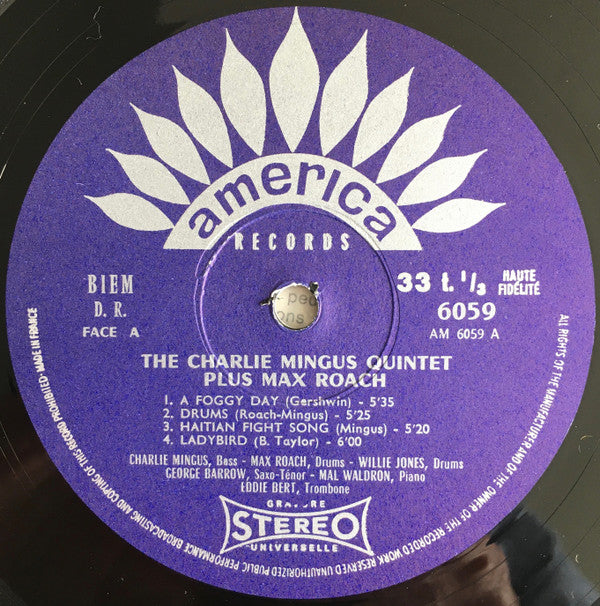 america
RECORDS
BIEM
D. R.
FACE A
33 t. 1/3 HAUTE FIDÉLITÉ
6059
AM 6059 A
THE CHARLIE MINGUS QUINTET
PLUS MAX ROACH
1. A FOGGY DAY (Gershwin) - 5'35
2. DRUMS (Roach-Mingus) - 5'25
3. HAITIAN FIGHT SONG (Mingus) - 5'20
4. LADYBIRD (B. Taylor) - 6'00
CHARLIE MINGUS, Bass - MAX ROACH, Drums - WILLIE JONES, Drums
GEORGE BARROW, Saxo-Ténor - MAL WALDRON, Piano
EDDIE BERT, Trombone
STEREO
UNIVERSELLE
ALL RIGHTS OF THE MANUFACTURER AND OF THE OWNER OF THE RECORDED WORK RESERVED UNAUTHORIZED PUBLIC PERFORMANCE BROADCASTING AND COPYING OF THIS RECORD PROHIBITED· MADE IN FRANCE